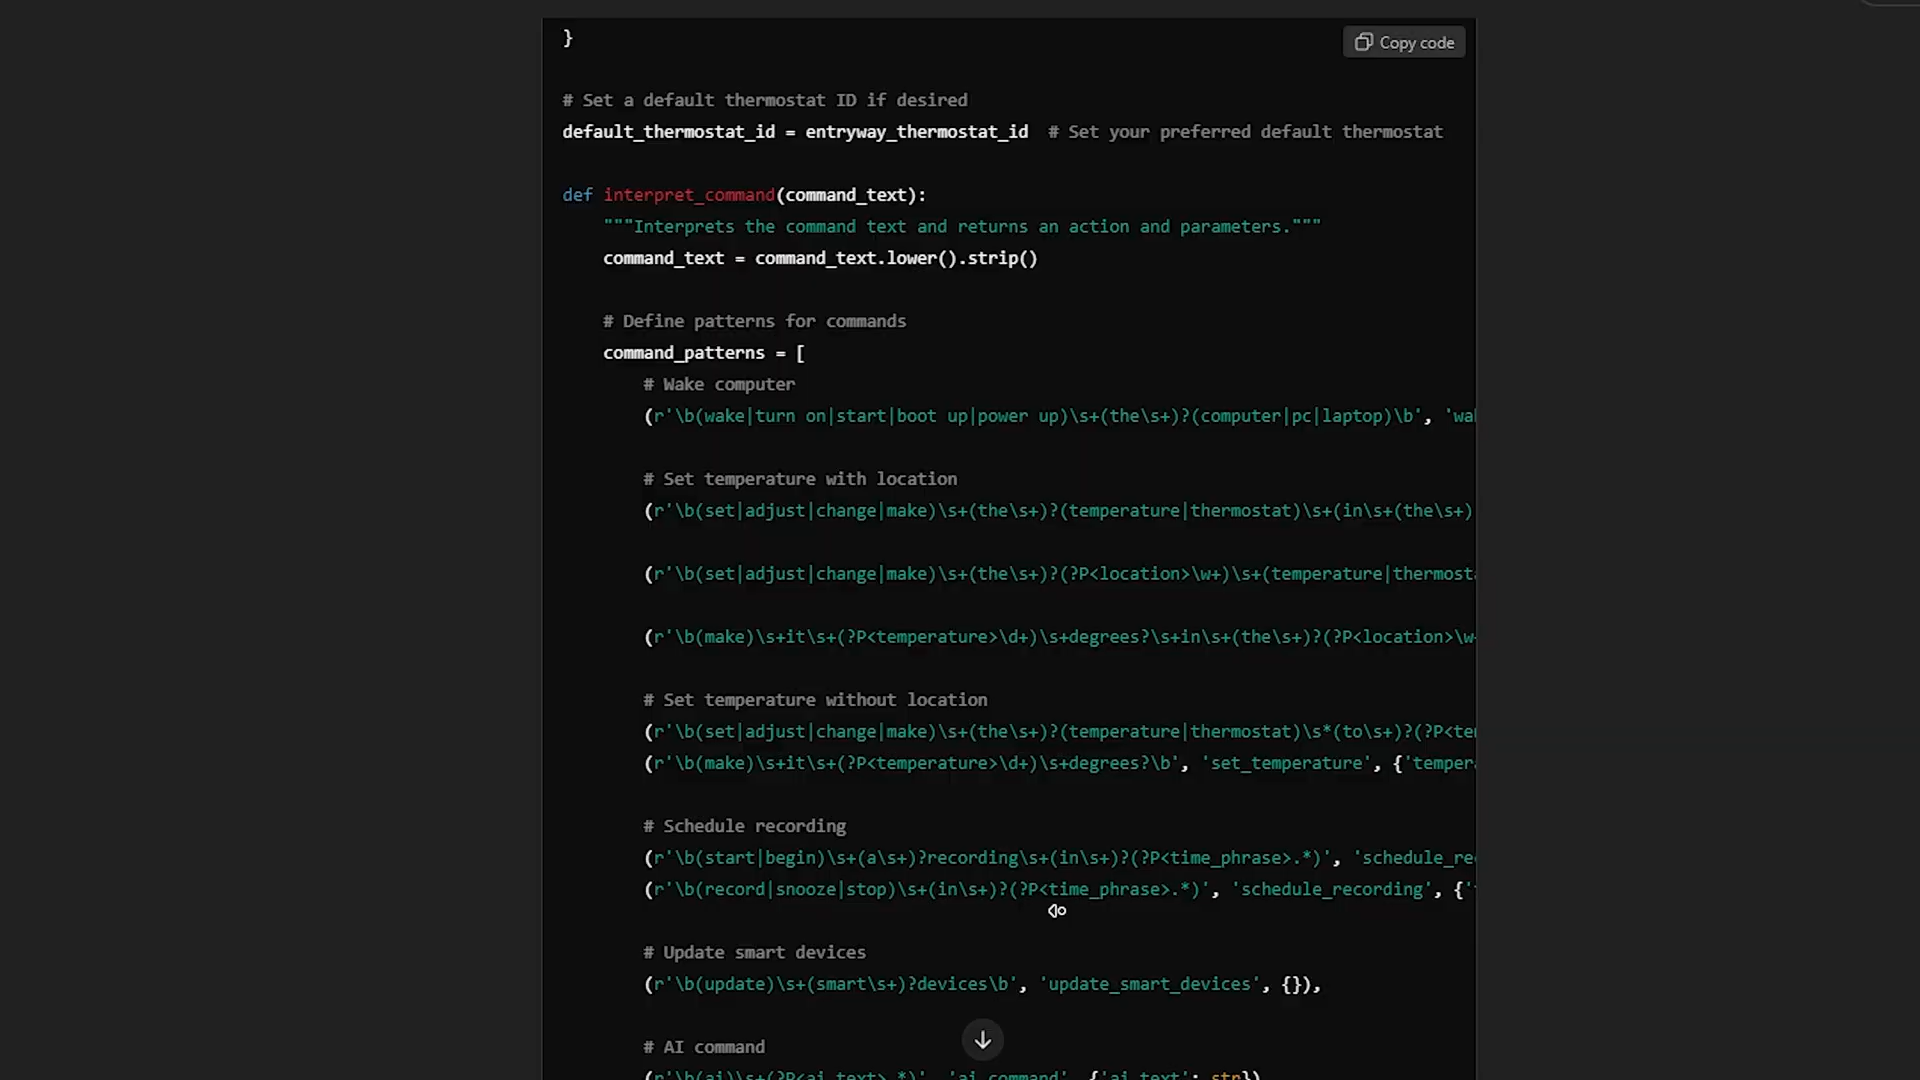 }
Copy code
# Set a default thermostat ID if desired
default_thermostat_id = entryway_thermostat_id  # Set your preferred default thermostat
def interpret_command(command_text):
"""Interprets the command text and returns an action and parameters."""
command_text = command_text.lower().strip()
# Define patterns for commands
command_patterns = [
# Wake computer
(r'\b(wake|turn on|start|boot up|power up)\s+(the\s+)?(computer|pc|laptop)\b', 'wa
# Set temperature with location
(r'\b(set|adjust|change|make)\s+(the\s+)?(temperature|thermostat)\s+(in\s+(the\s+)
(r'\b(set|adjust|change|make)\s+(the\s+)?(?P<location>\w+)\s+(temperature|thermost
(r'\b(make)\s+it\s+(?P<temperature>\d+)\s+degrees?\s+in\s+(the\s+)?(?P<location>\w
# Set temperature without location
(r'\b(set|adjust|change|make)\s+(the\s+)?(temperature|thermostat)\s*(to\s+)?(?P<te
(r'\b(make)\s+it\s+(?P<temperature>\d+)\s+degrees?\b', 'set_temperature', {'temper
# Schedule recording
(r'\b(start|begin)\s+(a\s+)?recording\s+(in\s+)?(?P<time_phrase>.*)', 'schedule_re
(r'\b(record|snooze|stop)\s+(in\s+)?(?P<time_phrase>.*)', 'schedule_recording', {'
# Update smart devices
(r'\b(update)\s+(smart\s+)?devices\b', 'update_smart_devices', {}),
# AI command
(r'\b(ai)\s+(?P<ai_text>.*)', 'ai_command', {'ai_text': str})